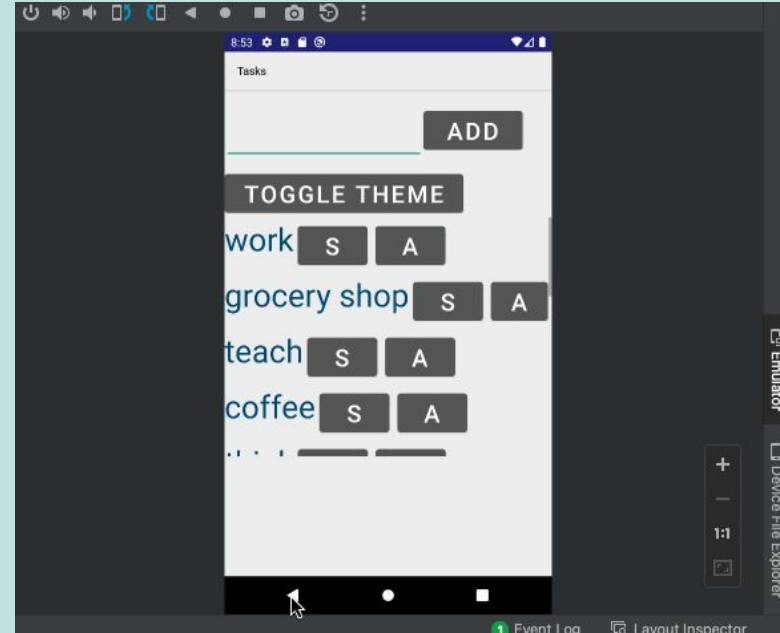 8:53
Tasks
ADD
TOGGLE THEME
work S A
grocery shop S A
teach S A
coffee S A
1:1
Emulator
Device File Explorer
1 Event Log Layout Inspector